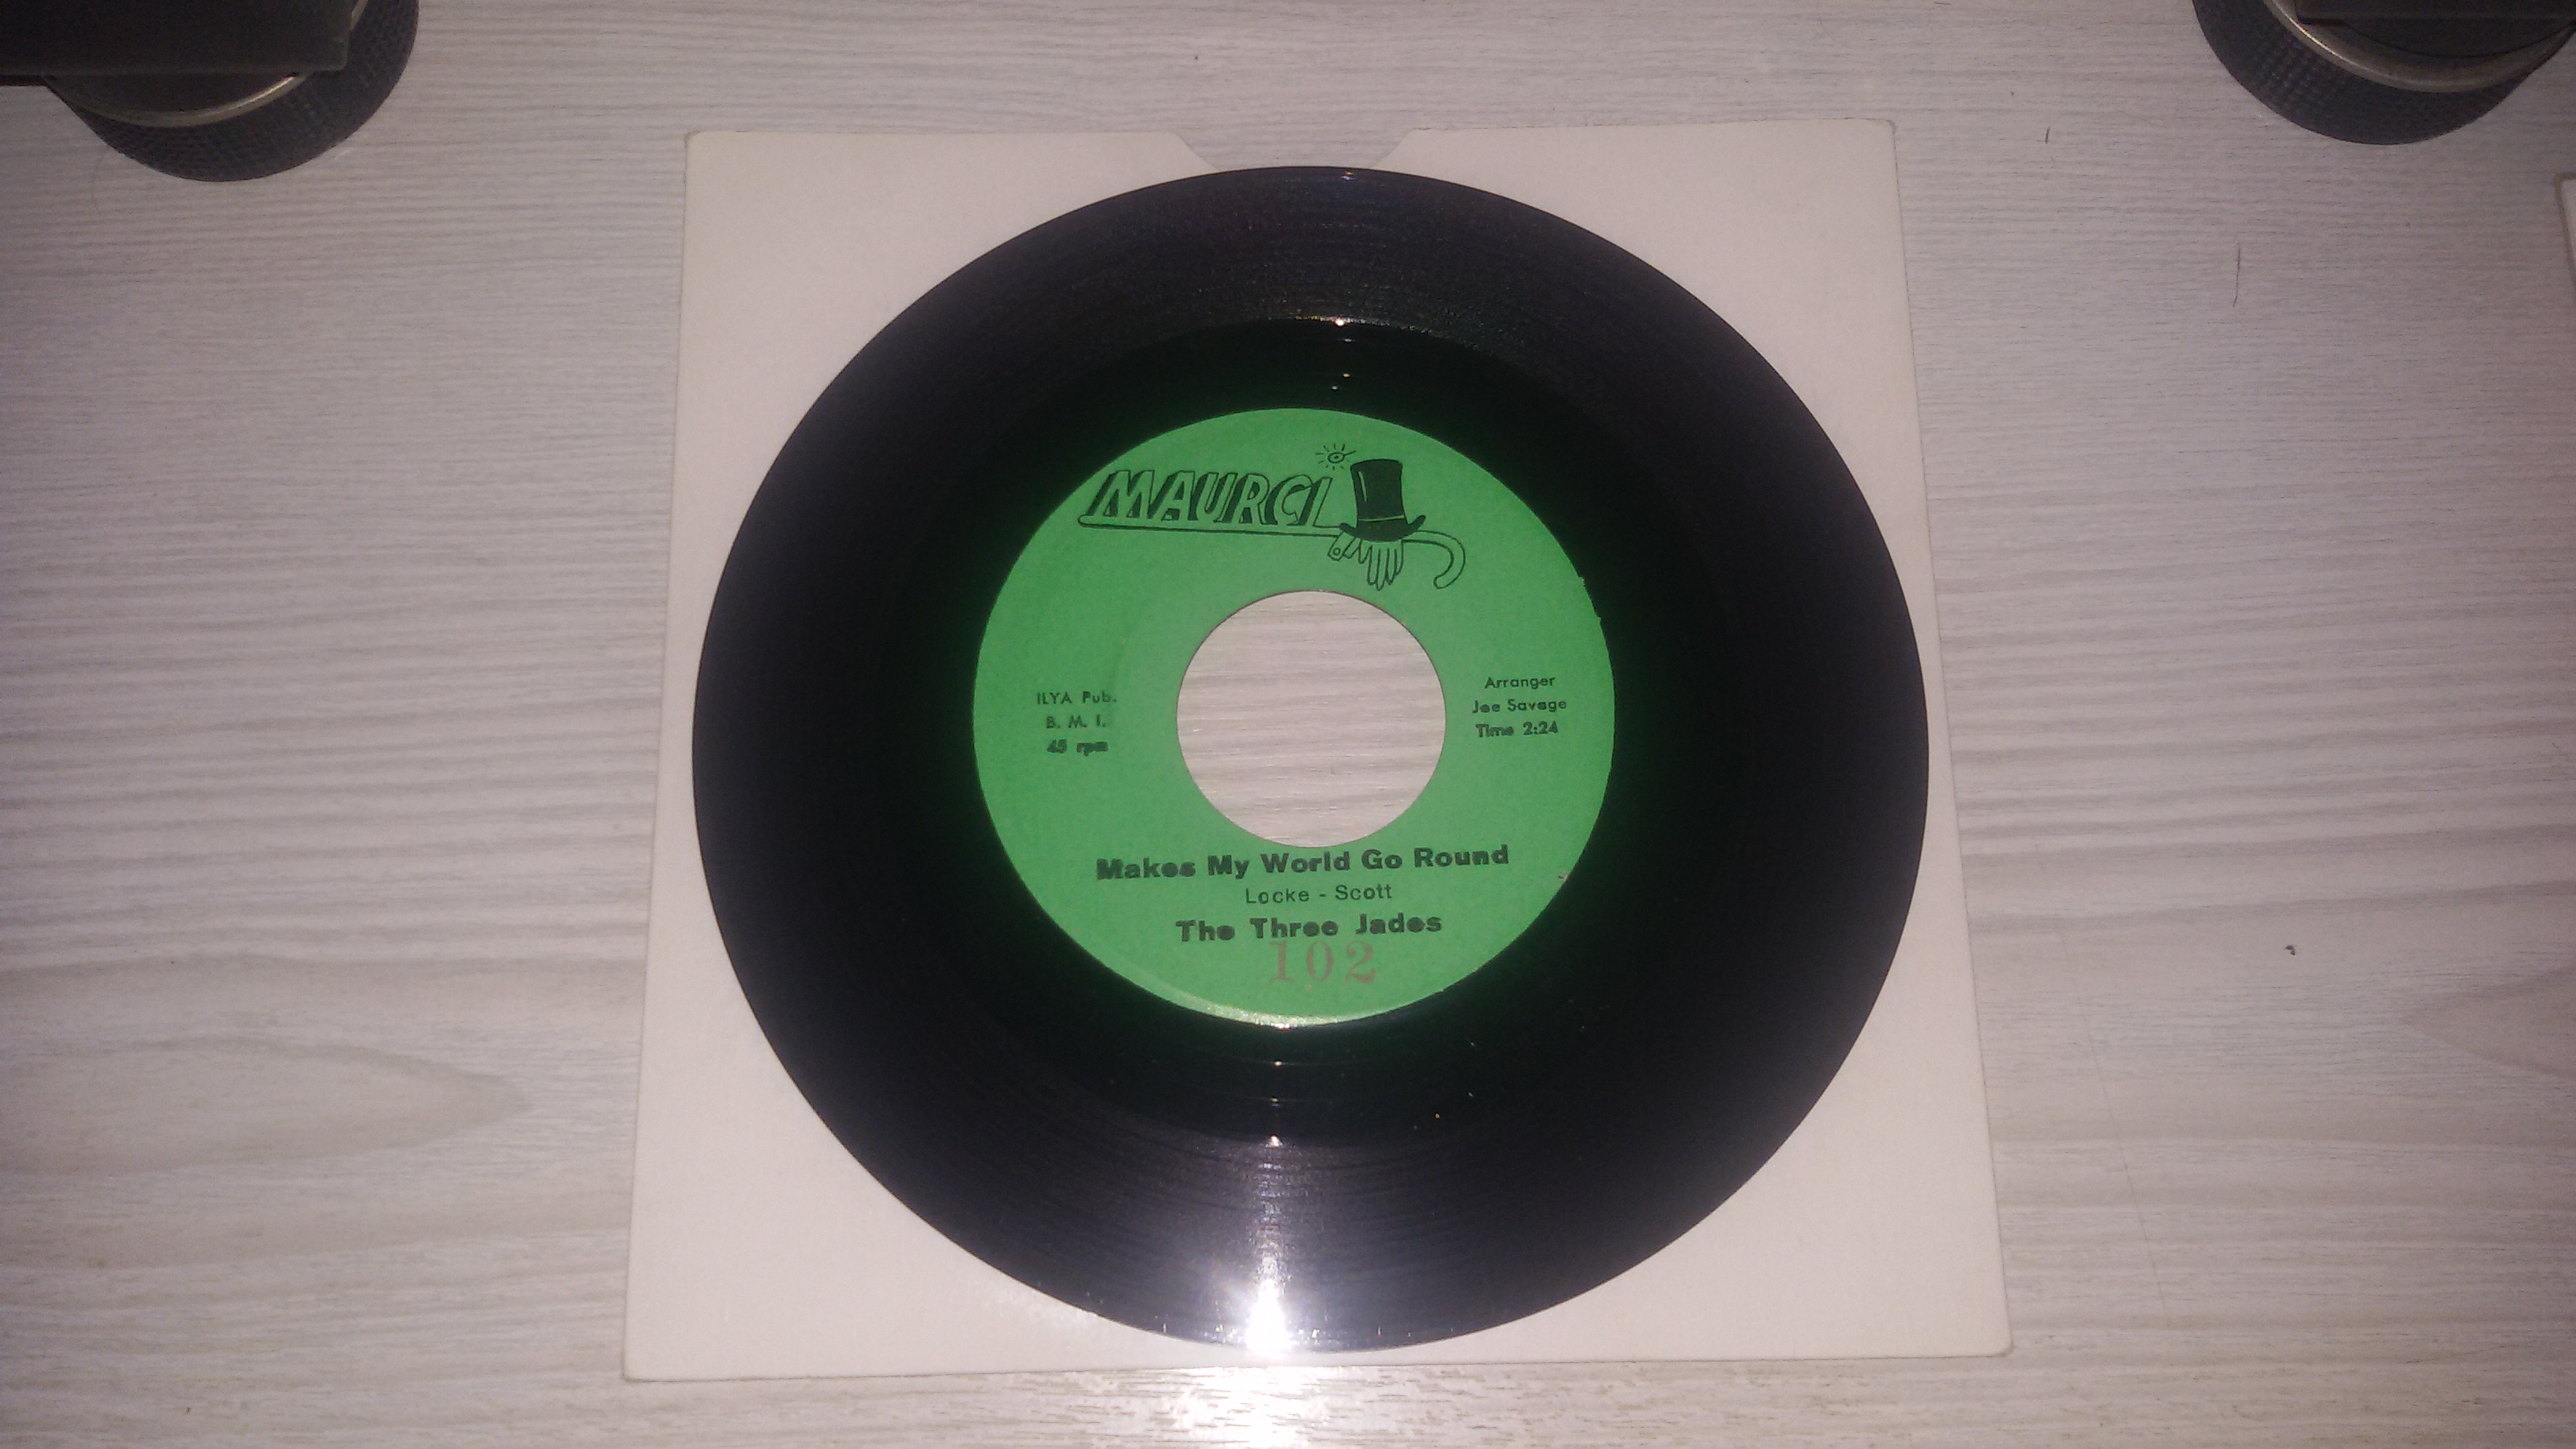 MAURCI
ILYA Pub.
B. M. I.
45 rpm
Arranger
Joe Savage
Time 2:24
Makes My World Go Round
Locke - Scott
The Three Jades
102